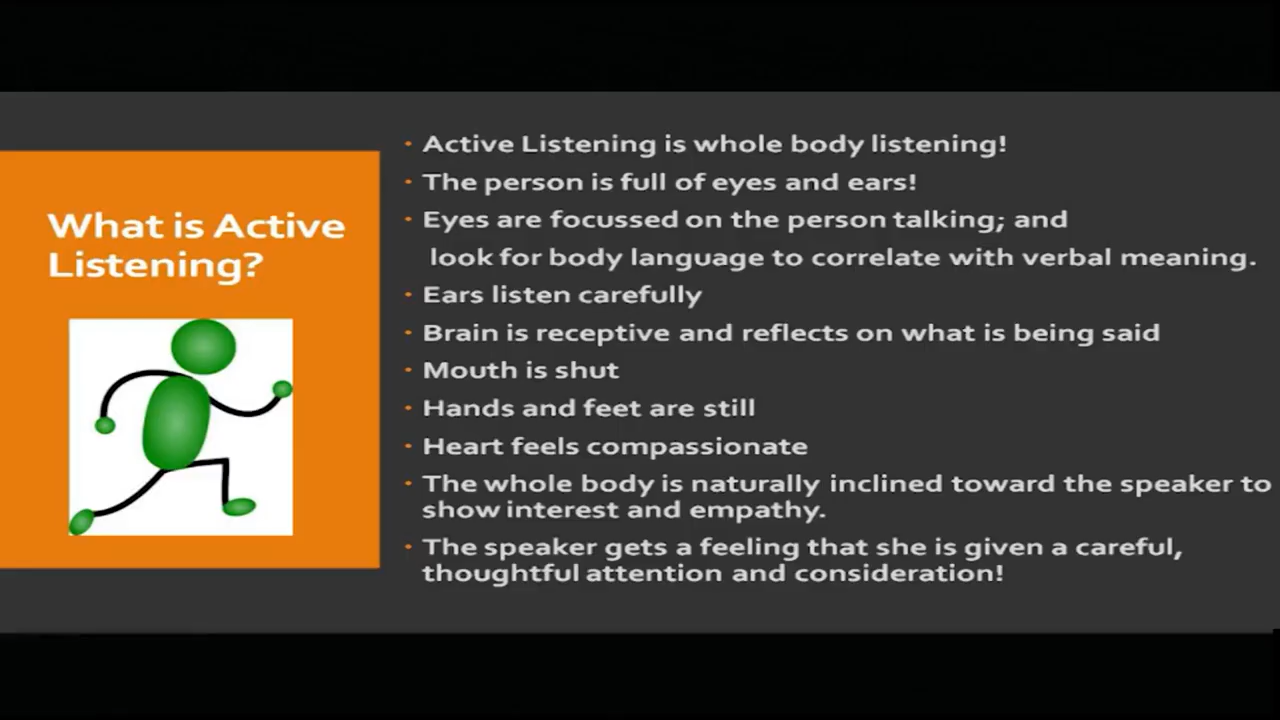 What is Active
Listening?
• Active Listening is whole body listening!
• The person is full of eyes and ears!
• Eyes are focussed on the person talking; and
look for body language to correlate with verbal meaning.
• Ears listen carefully
• Brain is receptive and reflects on what is being said
• Mouth is shut
• Hands and feet are still
• Heart feels compassionate
• The whole body is naturally inclined toward the speaker to
show interest and empathy.
• The speaker gets a feeling that she is given a careful,
thoughtful attention and consideration!